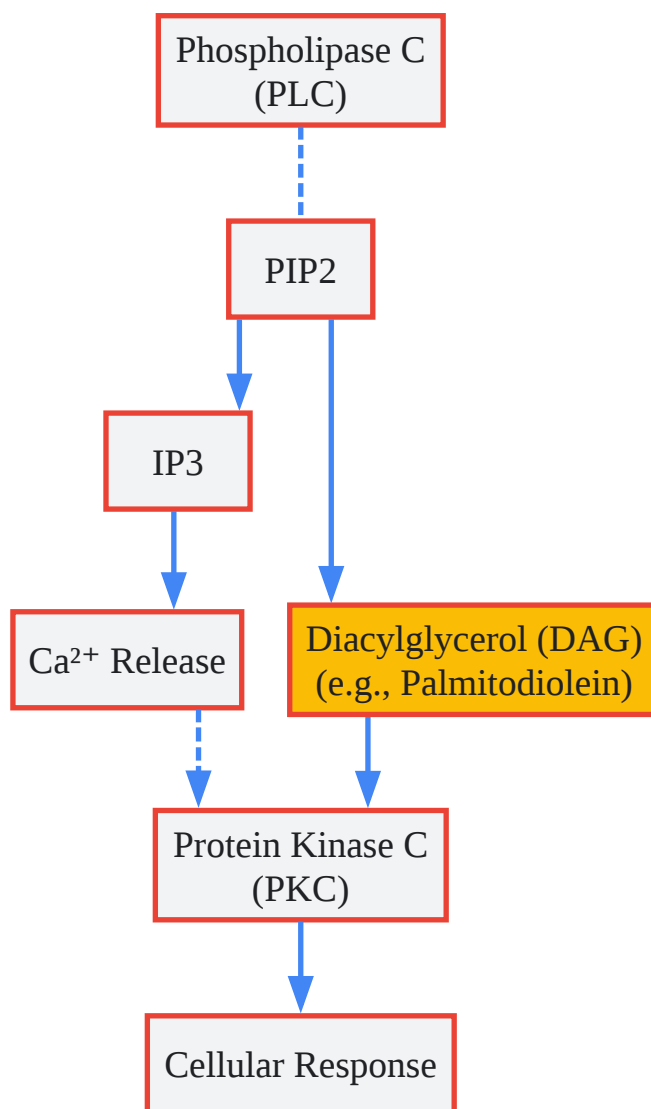 Phospholipase C
(PLC)
PIP2
IP3
Ca²⁺ Release
Diacylglycerol (DAG)
(e.g., Palmitodiolein)
Protein Kinase C
(PKC)
Cellular Response